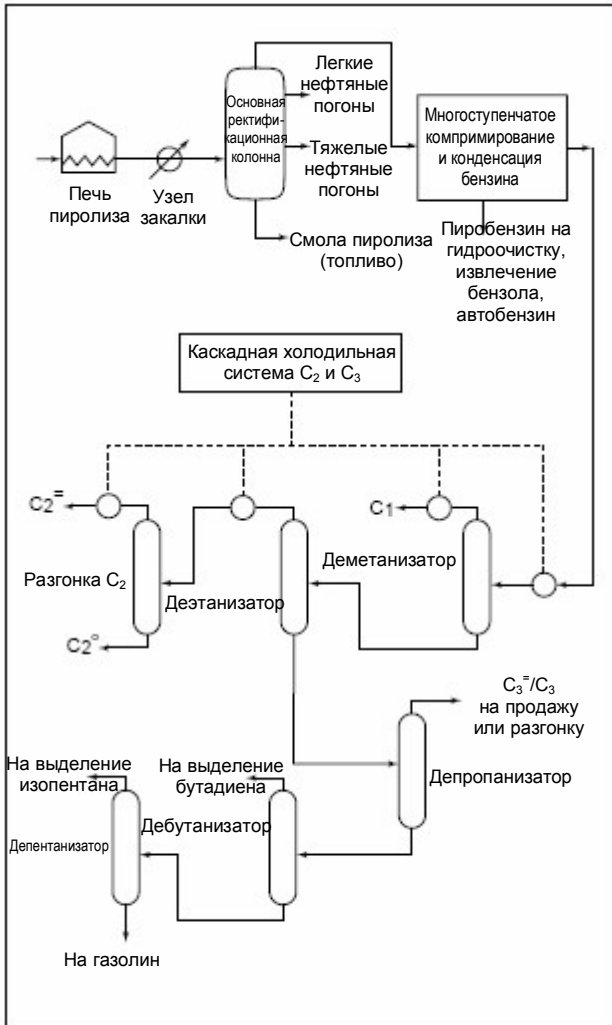 Легкие
нефтяные
погоны
Основная
ректифи-
кационная
колонна
Тяжелые
нефтяные
погоны
Многоступенчатое
компримирование
и конденсация
бензина
Печь
пиролиза
Узел
закалки
Смола пиролиза
(топливо)
Пиробензин на
гидроочистку,
извлечение
бензола,
автобензин
Каскадная холодильная
система C₂ и C₃
C2⁼
C1
Разгонка C₂
Деэтанизатор
Деметанизатор
C2°
C₃⁼/C₃
на продажу
или разгонку
Депропанизатор
На выделение
изопентана
На выделение
бутадиена
Депентанизатор
Дебутанизатор
На газолин